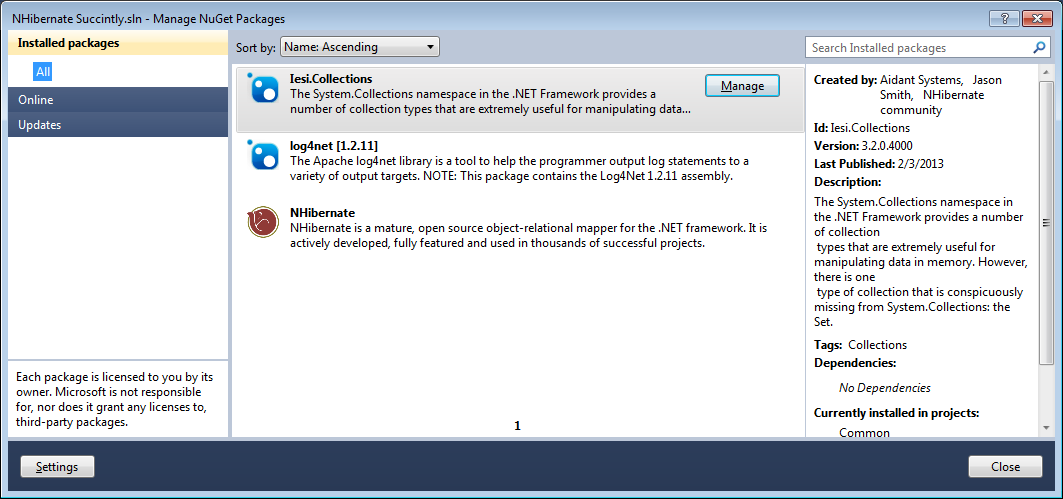 NHibernate Succintly.sln - Manage NuGet Packages
Installed packages
All
Online
Updates
Each package is licensed to you by its
owner. Microsoft is not responsible
for, nor does it grant any licenses to,
third-party packages.
Sort by: Name: Ascending
Iesi.Collections
The System.Collections namespace in the .NET Framework provides a
number of collection types that are extremely useful for manipulating data...
Manage
log4net [1.2.11]
The Apache log4net library is a tool to help the programmer output log statements to a
variety of output targets. NOTE: This package contains the Log4Net 1.2.11 assembly.
NHibernate
NHibernate is a mature, open source object-relational mapper for the .NET framework. It is
actively developed, fully featured and used in thousands of successful projects.
1
Search Installed packages
Created by: Aidant Systems, Jason
Smith, NHibernate
community
Id: Iesi.Collections
Version: 3.2.0.4000
Last Published: 2/3/2013
Description:
The System.Collections namespace in
the .NET Framework provides a number
of collection
types that are extremely useful for
manipulating data in memory. However,
there is one
type of collection that is conspicuously
missing from System.Collections: the
Set.
Tags: Collections
Dependencies:
No Dependencies
Currently installed in projects:
Common
Settings
Close